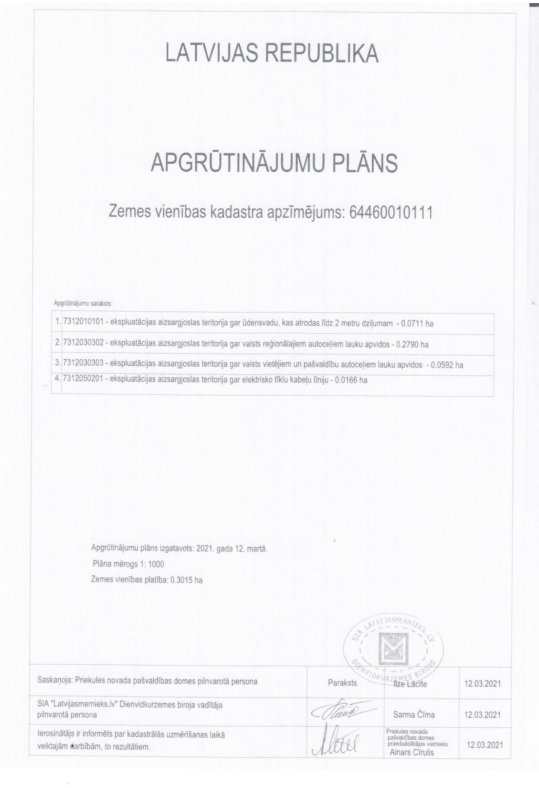 LATVIJAS REPUBLIKA
APGRŪTINĀJUMU PLĀNS
Zemes vienības kadastra apzīmējums: 64460010111
Apgrūtinājumu saraksts:
1. 7312010101 - ekspluatācijas aizsargjoslas teritorija gar ūdensvadu, kas atrodas līdz 2 metru dziļumam - 0.0711 ha
2. 7312030302 - ekspluatācijas aizsargjoslas teritorija gar valsts reģionālajiem autoceļiem lauku apvidos - 0.2790 ha
3. 7312030303 - ekspluatācijas aizsargjoslas teritorija gar valsts vietējiem un pašvaldību autoceļiem lauku apvidos - 0.0592 ha
4. 7312050201 - ekspluatācijas aizsargjoslas teritorija gar elektrisko tīklu kabeļu līniju - 0.0166 ha
Apgrūtinājumu plāns izgatavots: 2021. gada 12. martā.
Plāna mērogs 1: 1000
Zemes vienības platība: 0.3015 ha
SIA LATVIJASMERNIEKS.LV
DIENVIDKURZEMES BIROJS
Saskaņoja: Priekules novada pašvaldības domes pilnvarotā persona Paraksts Ilze Lācīte 12.03.2021
SIA "Latvijasmernieks.lv" Dienvidkurzemes biroja vadītāja
pilnvarotā persona Sarma Čīma 12.03.2021
Ierosinātājs ir informēts par kadastrālās uzmērīšanas laikā
veiktajām darbībām, to rezultātiem.
Priekules novada
pašvaldības domes
priekšsēdētājas vietnieks
Ainars Cīrulis 12.03.2021